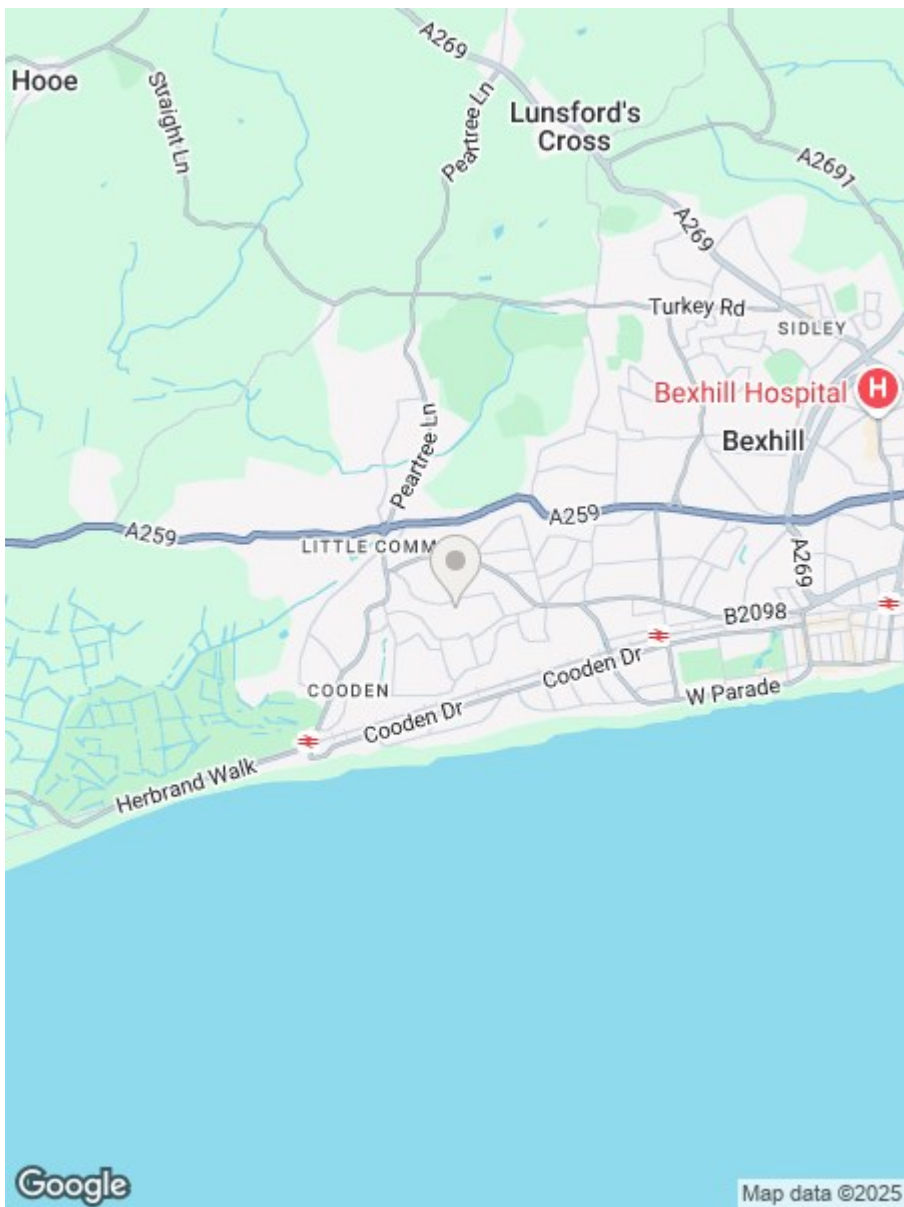 A269
Hooe
Straight Ln
Peartree Ln
Lunsford's
Cross
A2691
A269
Turkey Rd
SIDLEY
Bexhill Hospital
H
Bexhill
Peartree Ln
A259
A259
LITTLE COMM
A269
B2098
Cooden Dr
W Parade
COODEN
Cooden Dr
Herbrand Walk
Google
Map data ©2025